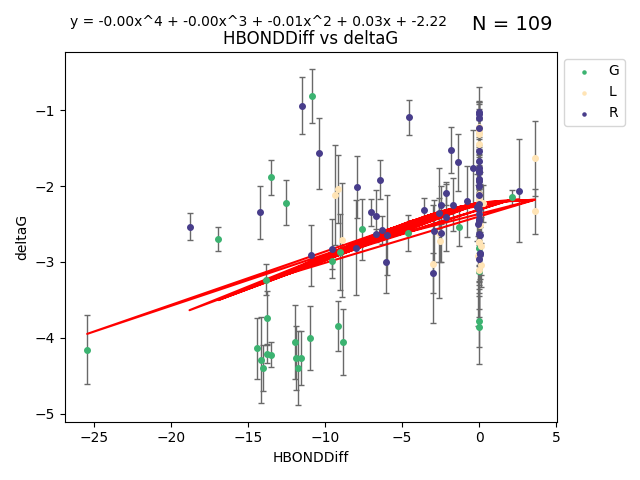 y = -0.00x^4 + -0.00x^3 + -0.01x^2 + 0.03x + -2.22
N = 109
HBONDDiff vs deltaG
G
L
R
deltaG
−1
−2
−3
−4
−5
−25
−20
−15
−10
−5
0
5
HBONDDiff